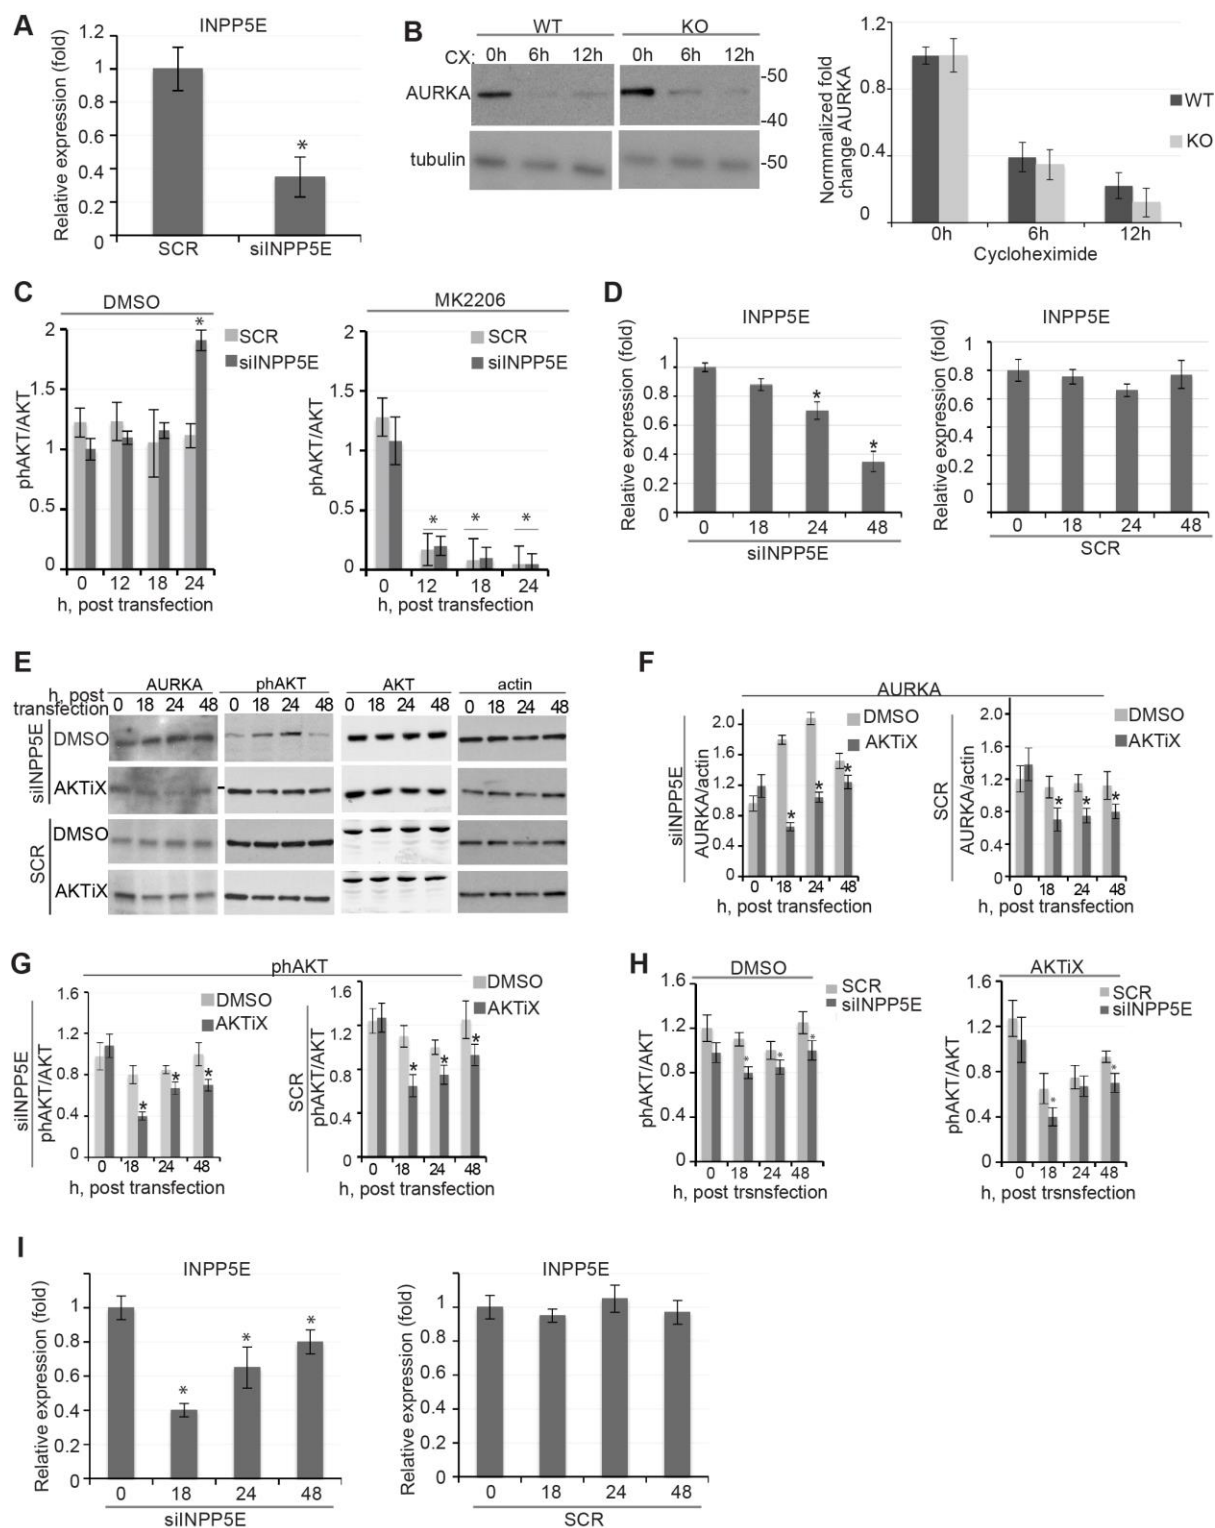 A
INPP5E
Relative expression (fold)
1.2
1
0.8
0.6
0.4
0.2
0
*
SCR
siINPP5E
B
WT
KO
CX:
0h
6h
12h
0h
6h
12h
AURKA
tubulin
-50
-40
-50
Normmalized fold
change AURKA
1.2
0.8
0.4
0
0h
6h
12h
Cycloheximide
WT
KO
C
DMSO
phAKT/AKT
2
1.5
1
0.5
0
*
SCR
siINPP5E
0
12
18
24
h, post transfection
MK2206
phAKT/AKT
2
1.5
1
0.5
0
SCR
siINPP5E
*
*
*
0
12
18
24
h, post transfection
D
INPP5E
Relative expression (fold)
1
0.8
0.6
0.4
0.2
0
*
*
0
18
24
48
siINPP5E
INPP5E
Relative expression (fold)
0.8
0.8
0.6
0.4
0.2
0
0
18
24
48
SCR
E
AURKA
phAKT
AKT
actin
h, post
transfection
0 18 24 48
0 18 24 48
0 18 24 48
0 18 24 48
siINPP5E
DMSO
AKTiX
SCR
DMSO
AKTiX
F
AURKA
siINPP5E
AURKA/actin
2.0
1.6
1.2
0.8
0.4
0
DMSO
AKTiX
*
*
*
0
18
24
48
h, post transfection
SCR
AURKA/actin
2.0
1.6
1.2
0.8
0.4
0
DMSO
AKTiX
*
*
*
0
18
24
48
h, post transfection
G
phAKT
siINPP5E
phAKT/AKT
1.6
1.2
0.8
0.4
0
DMSO
AKTiX
*
*
*
0
18
24
48
h, post transfection
SCR
phAKT/AKT
1.6
1.2
0.8
0.4
0
DMSO
AKTiX
*
*
*
0
18
24
48
h, post transfection
H
DMSO
phAKT/AKT
1.6
1.2
0.8
0.4
0
SCR
siINPP5E
*
*
*
0
18
24
48
h, post trsnsfection
AKTiX
phAKT/AKT
1.6
1.2
0.8
0.4
0
SCR
siINPP5E
*
*
0
18
24
48
h, post trsnsfection
I
INPP5E
Relative expression (fold)
1
0.8
0.6
0.4
0.2
0
*
*
*
0
18
24
48
siINPP5E
INPP5E
Relative expression (fold)
1
0.8
0.6
0.4
0.2
0
0
18
24
48
SCR